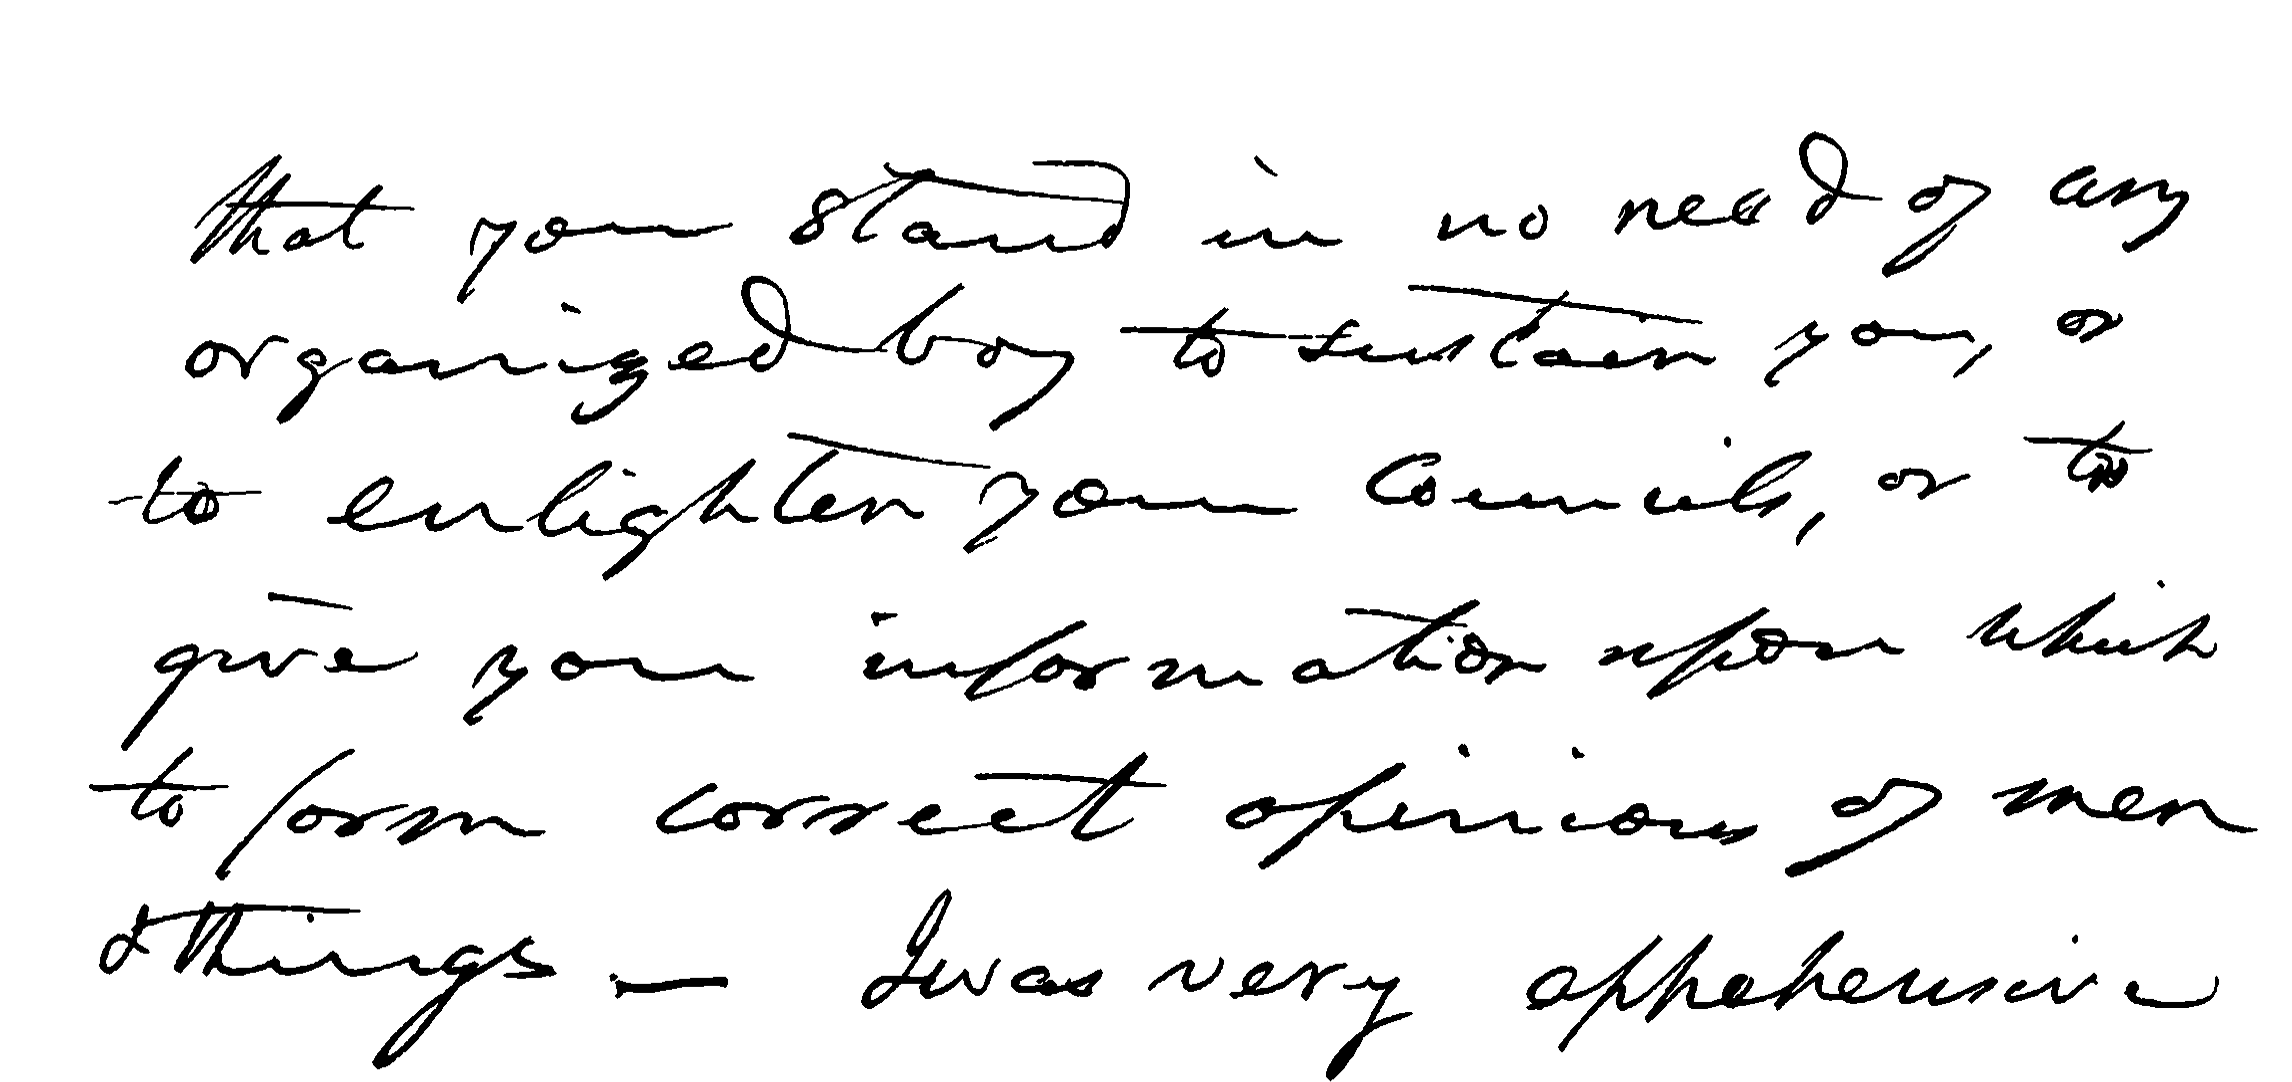 that you stand in no need of any
organized boy to sustain you, or
to enlighten your Councils, or to
give you information upon which
to form correct opinions of men
& things — I was very apprehensive